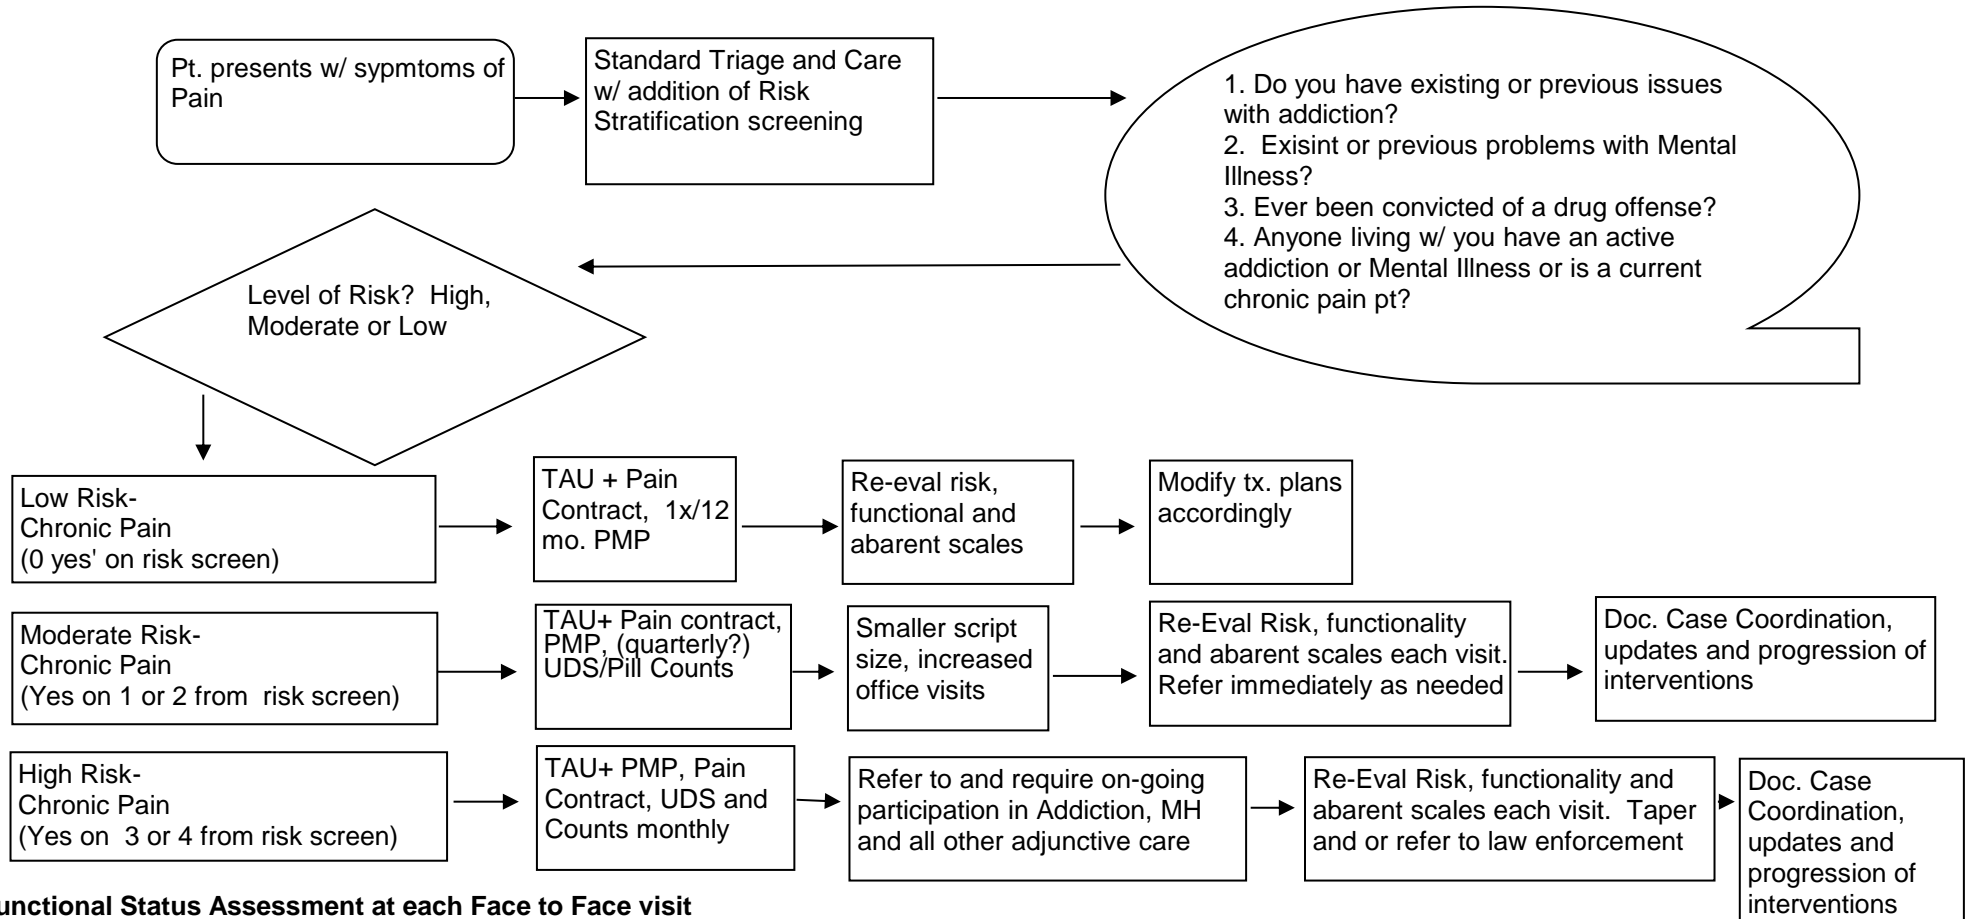 Pt. presents w/ sypmtoms of
Pain
Standard Triage and Care
w/ addition of Risk
Stratification screening
1. Do you have existing or previous issues
with addiction?
2. Exisint or previous problems with Mental
Illness?
3. Ever been convicted of a drug offense?
4. Anyone living w/ you have an active
addiction or Mental Illness or is a current
chronic pain pt?
Level of Risk? High,
Moderate or Low
Low Risk-
Chronic Pain
(0 yes' on risk screen)
TAU + Pain
Contract, 1x/12
mo. PMP
Re-eval risk,
functional and
abarent scales
Modify tx. plans
accordingly
Moderate Risk-
Chronic Pain
(Yes on 1 or 2 from risk screen)
TAU+ Pain contract,
PMP, (quarterly?)
UDS/Pill Counts
Smaller script
size, increased
office visits
Re-Eval Risk, functionality
and abarent scales each visit.
Refer immediately as needed
Doc. Case Coordination,
updates and progression of
interventions
High Risk-
Chronic Pain
(Yes on 3 or 4 from risk screen)
TAU+ PMP, Pain
Contract, UDS and
Counts monthly
Refer to and require on-going
participation in Addiction, MH
and all other adjunctive care
Re-Eval Risk, functionality and
abarent scales each visit. Taper
and or refer to law enforcement
Doc. Case
Coordination,
updates and
progression of
interventions
unctional Status Assessment at each Face to Face visit